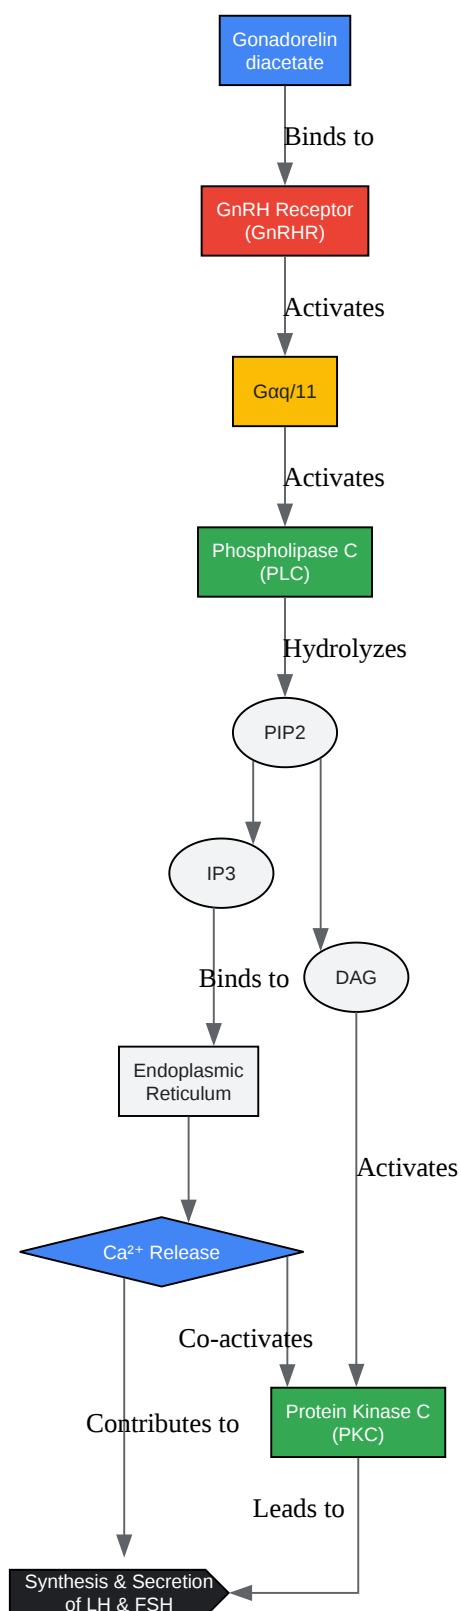 Gonadorelin
diacetate
Binds to
GnRH Receptor
(GnRHR)
Activates
Gαq/11
Activates
Phospholipase C
(PLC)
Hydrolyzes
PIP2
IP3
Binds to
DAG
Endoplasmic
Reticulum
Activates
Ca²⁺ Release
Co-activates
Protein Kinase C
(PKC)
Contributes to
Leads to
Synthesis & Secretion
of LH & FSH